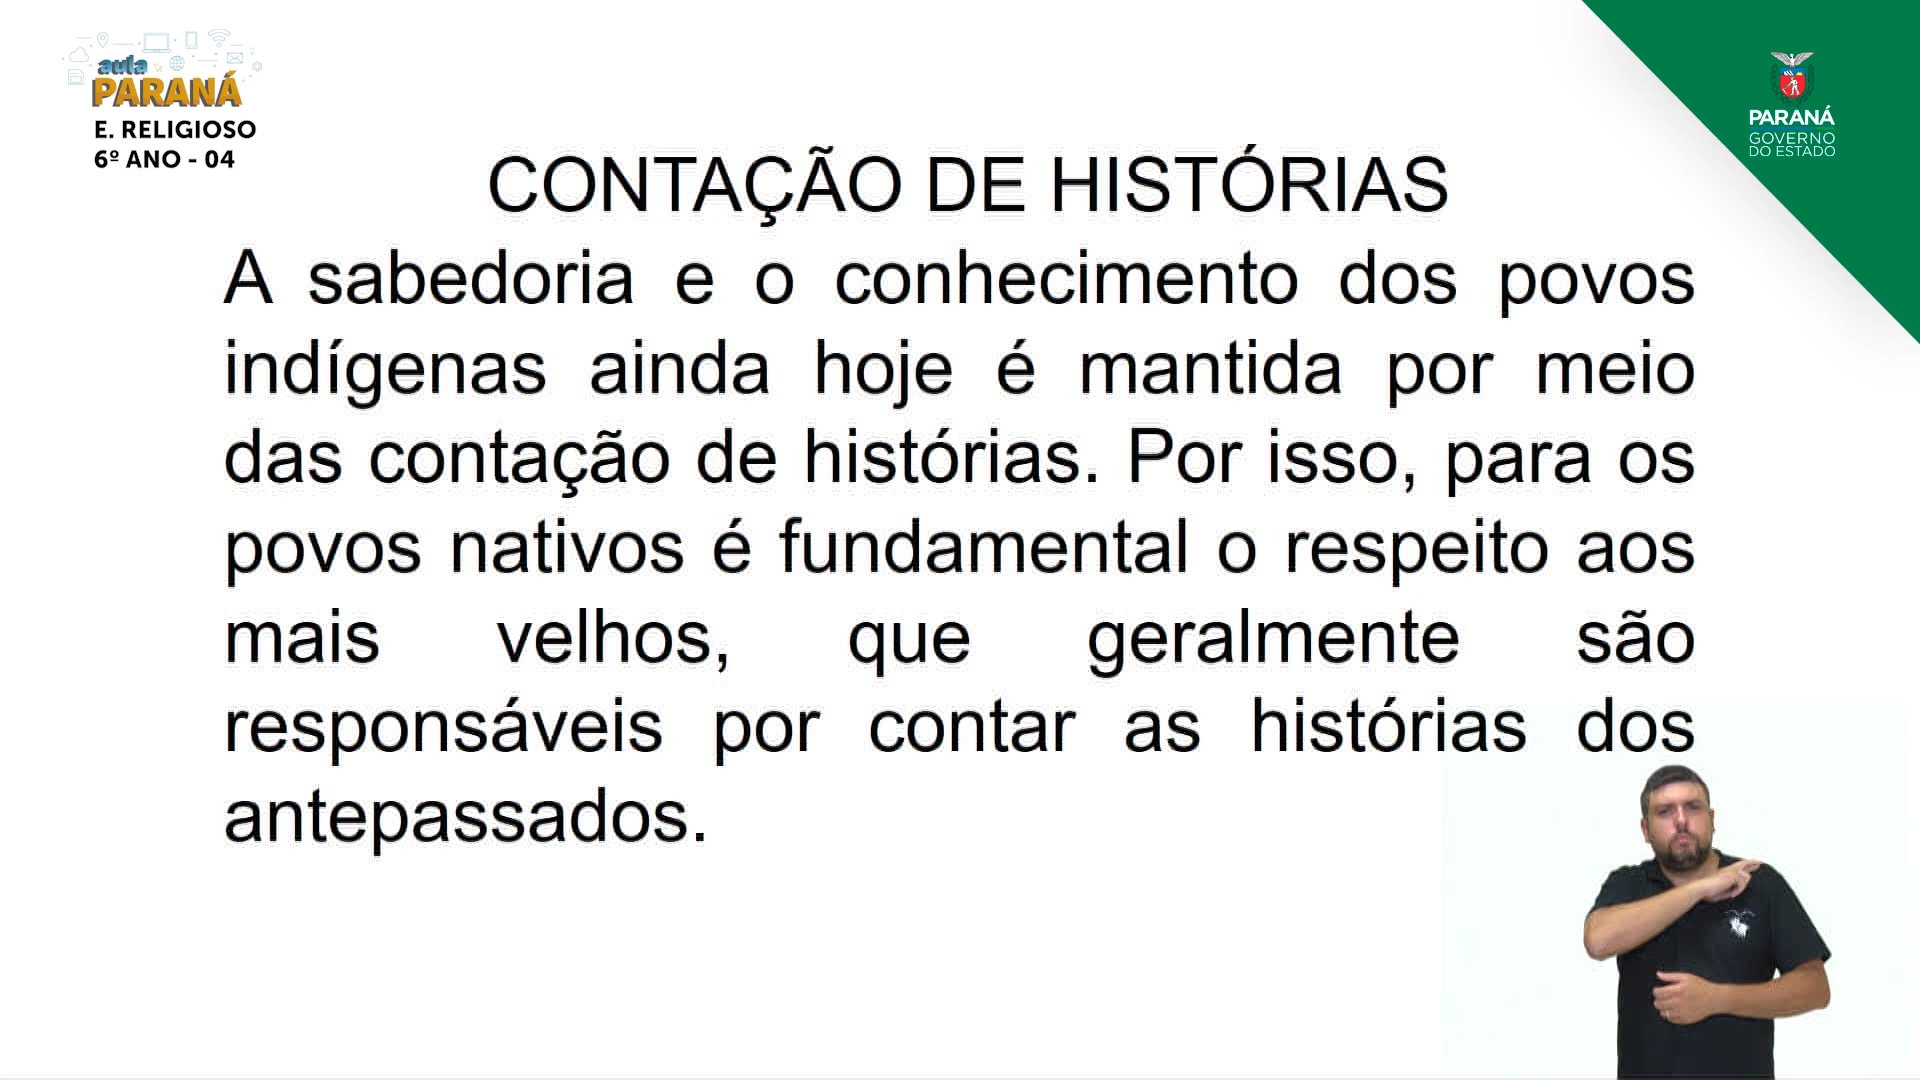 aula
PARANÁ
E. RELIGIOSO
6º ANO - 04
PARANÁ
GOVERNO
DO ESTADO
CONTAÇÃO DE HISTÓRIAS
A sabedoria e o conhecimento dos povos
indígenas ainda hoje é mantida por meio
das contação de histórias. Por isso, para os
povos nativos é fundamental o respeito aos
mais velhos, que geralmente são
responsáveis por contar as histórias dos
antepassados.